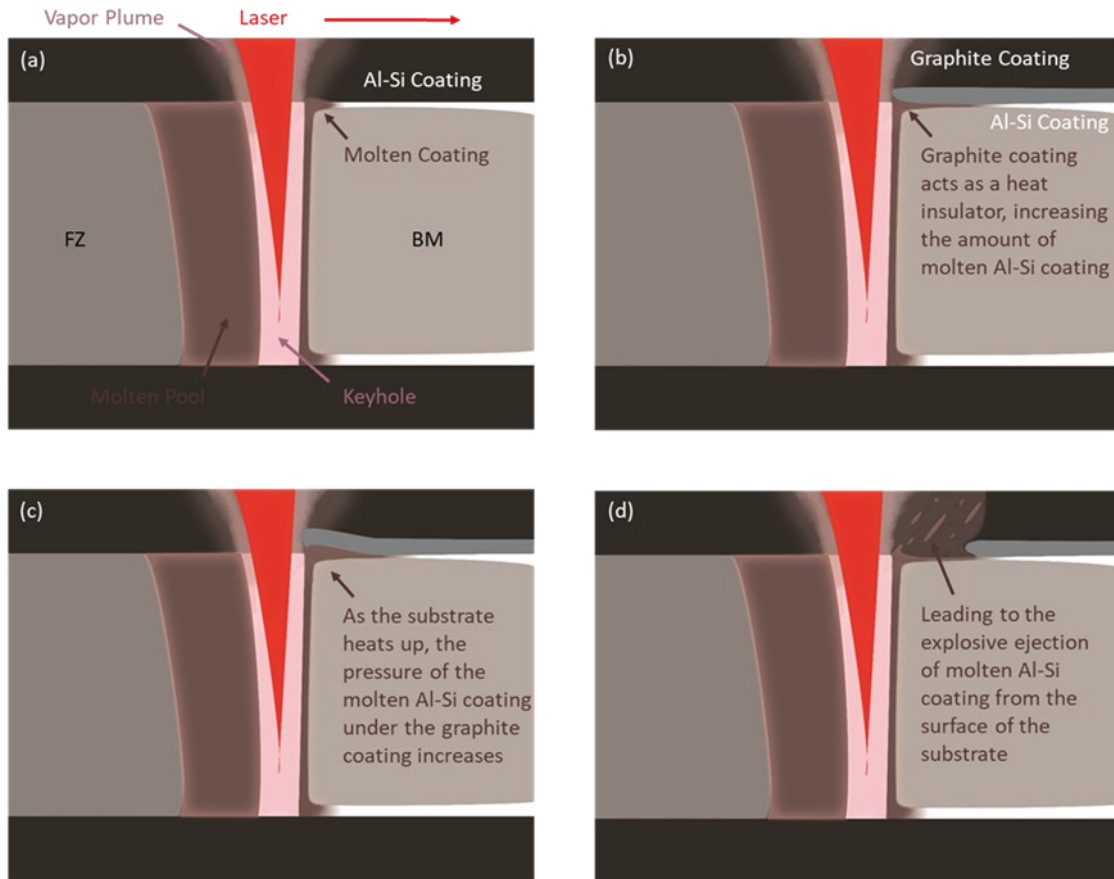 Vapor Plume
Laser
(a)
Al-Si Coating
Molten Coating
FZ
BM
Molten Pool
Keyhole
(b)
Graphite Coating
Al-Si Coating
Graphite coating
acts as a heat
insulator, increasing
the amount of
molten Al-Si coating
(c)
As the substrate
heats up, the
pressure of the
molten Al-Si coating
under the graphite
coating increases
(d)
Leading to the
explosive ejection
of molten Al-Si
coating from the
surface of the
substrate